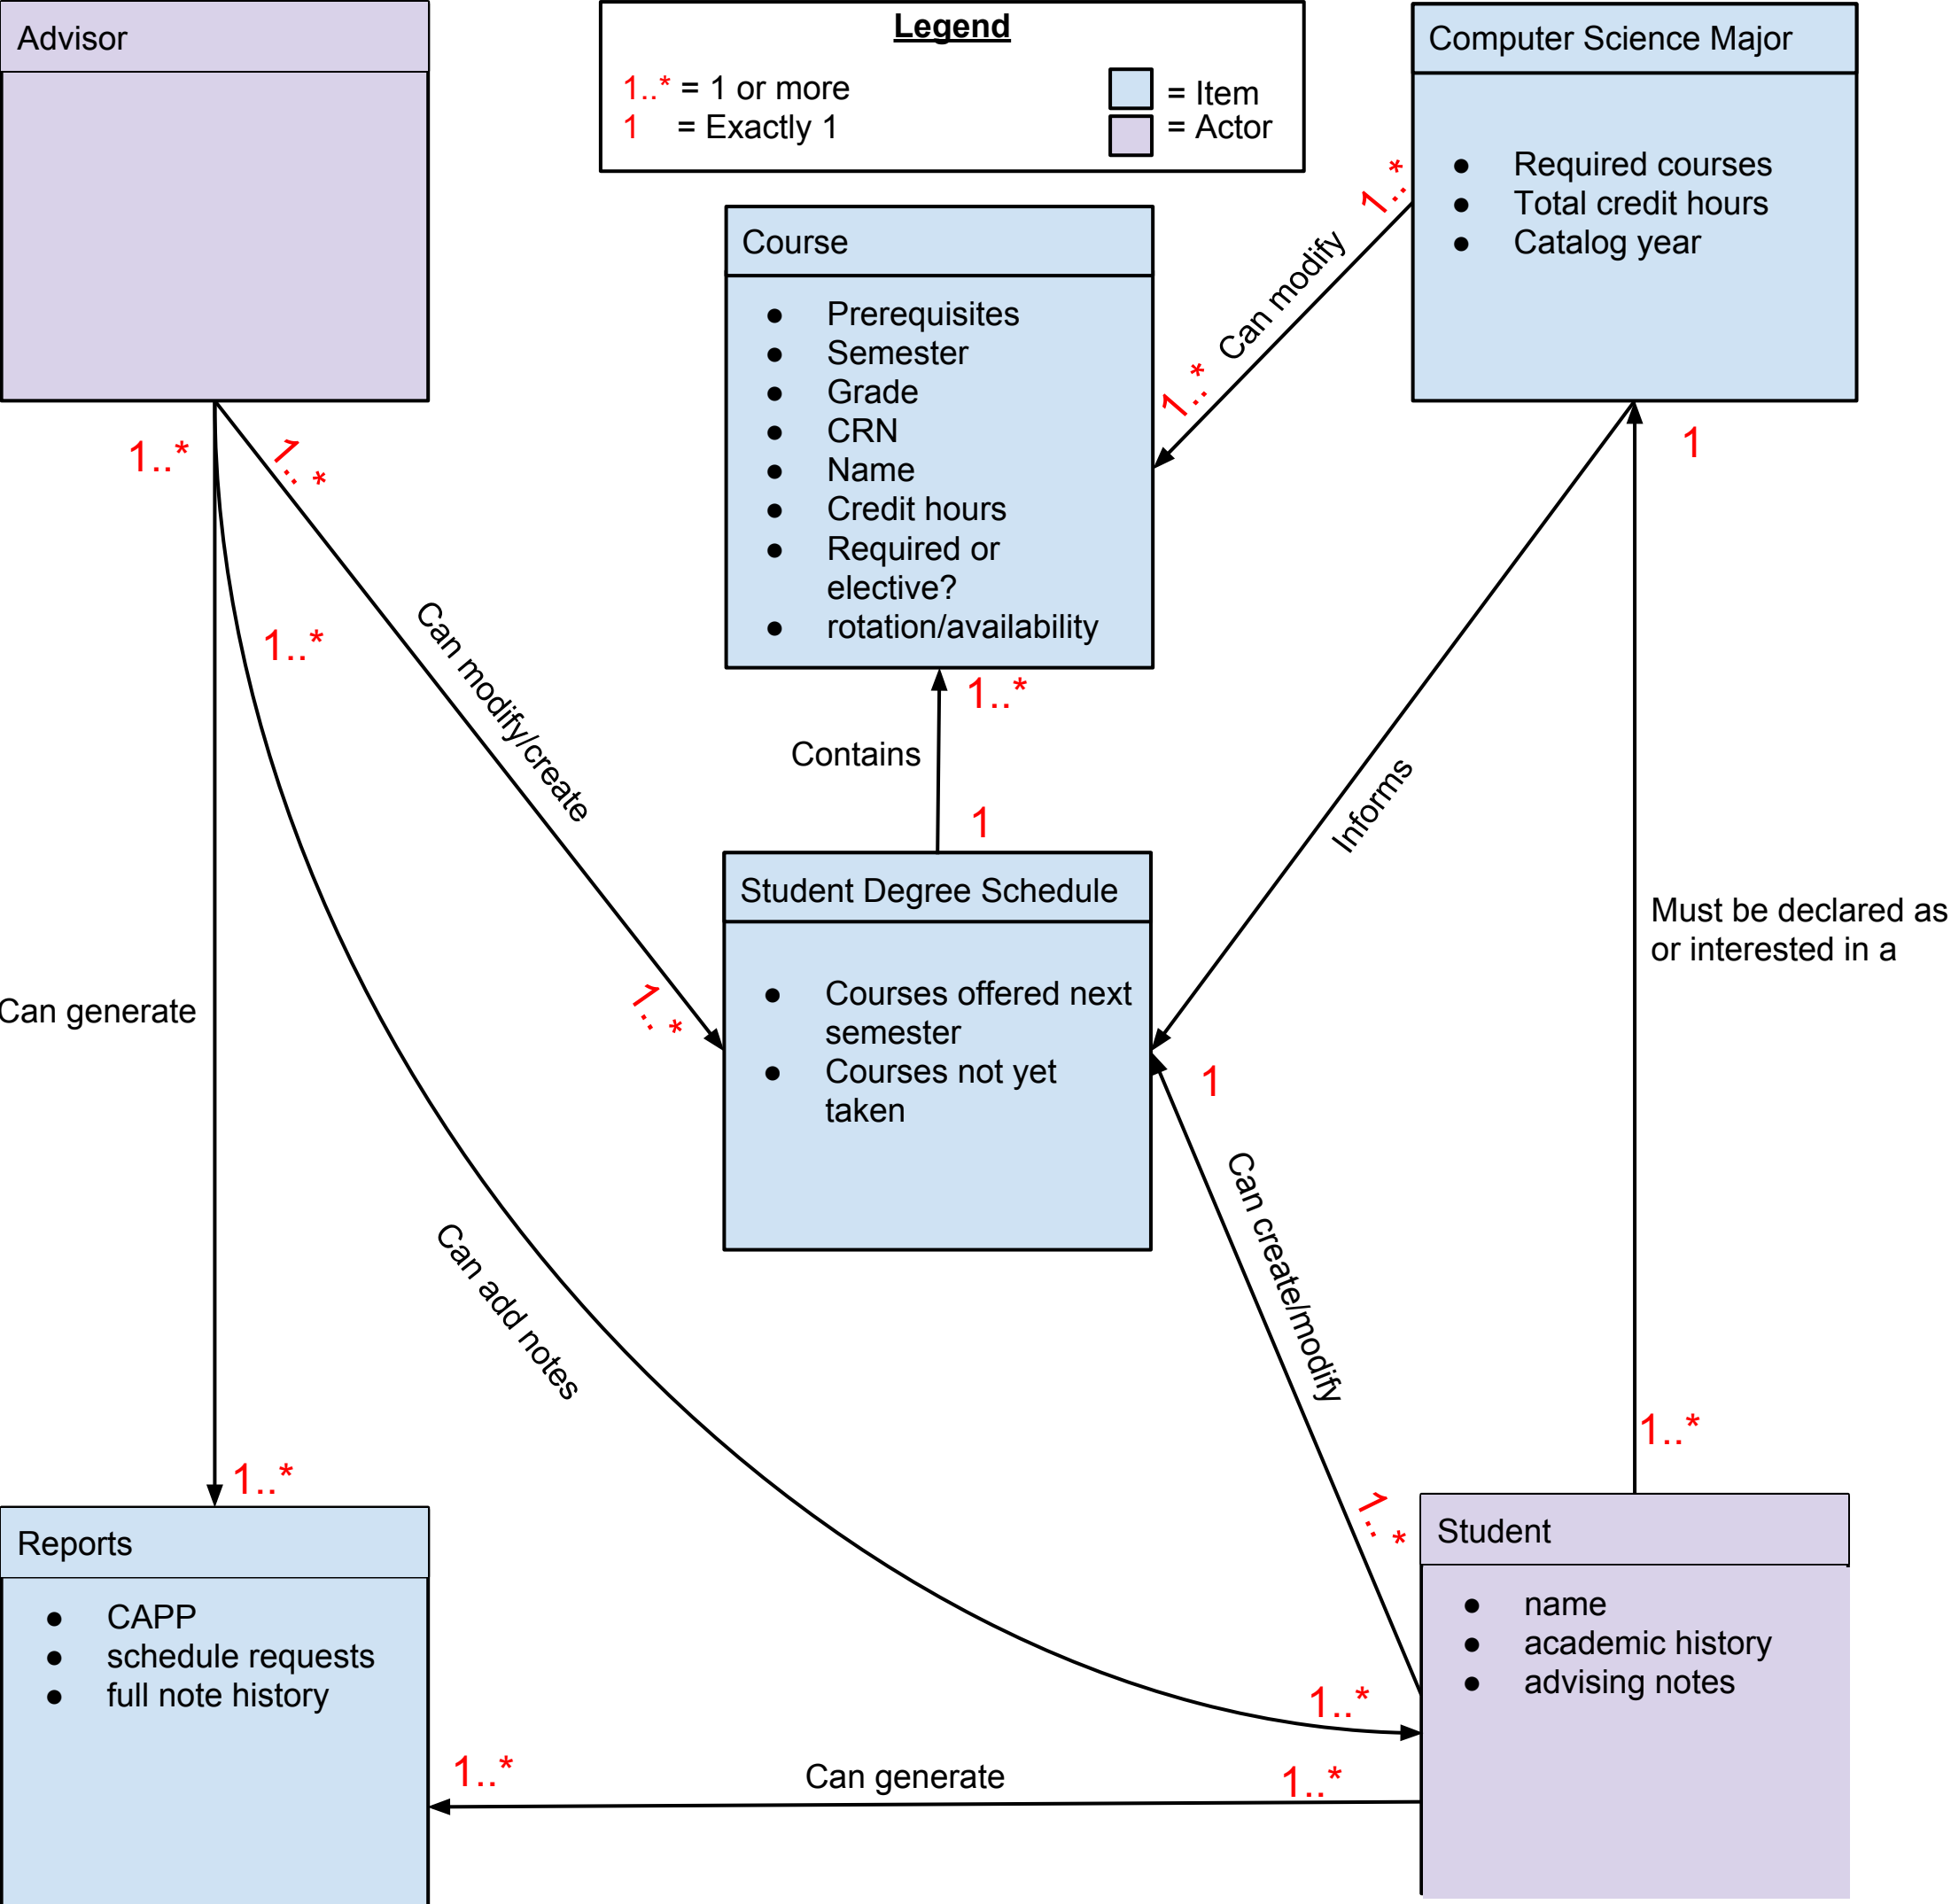 Advisor
Legend
1..* = 1 or more
1 = Exactly 1
= Item
= Actor
Computer Science Major
● Required courses
● Total credit hours
● Catalog year
Course
● Prerequisites
● Semester
● Grade
● CRN
● Name
● Credit hours
● Required or
elective?
● rotation/availability
1..*
Can modify
1..*
1..*
1..*
1..*
1
Can modify/create
1..*
Contains
1
Informs
Student Degree Schedule
● Courses offered next
semester
● Courses not yet
taken
Must be declared as
or interested in a
Can generate
1..*
1
Can create/modify
Can add notes
1..*
1..*
1..*
Reports
● CAPP
● schedule requests
● full note history
Student
● name
● academic history
● advising notes
1..*
1..*
Can generate
1..*